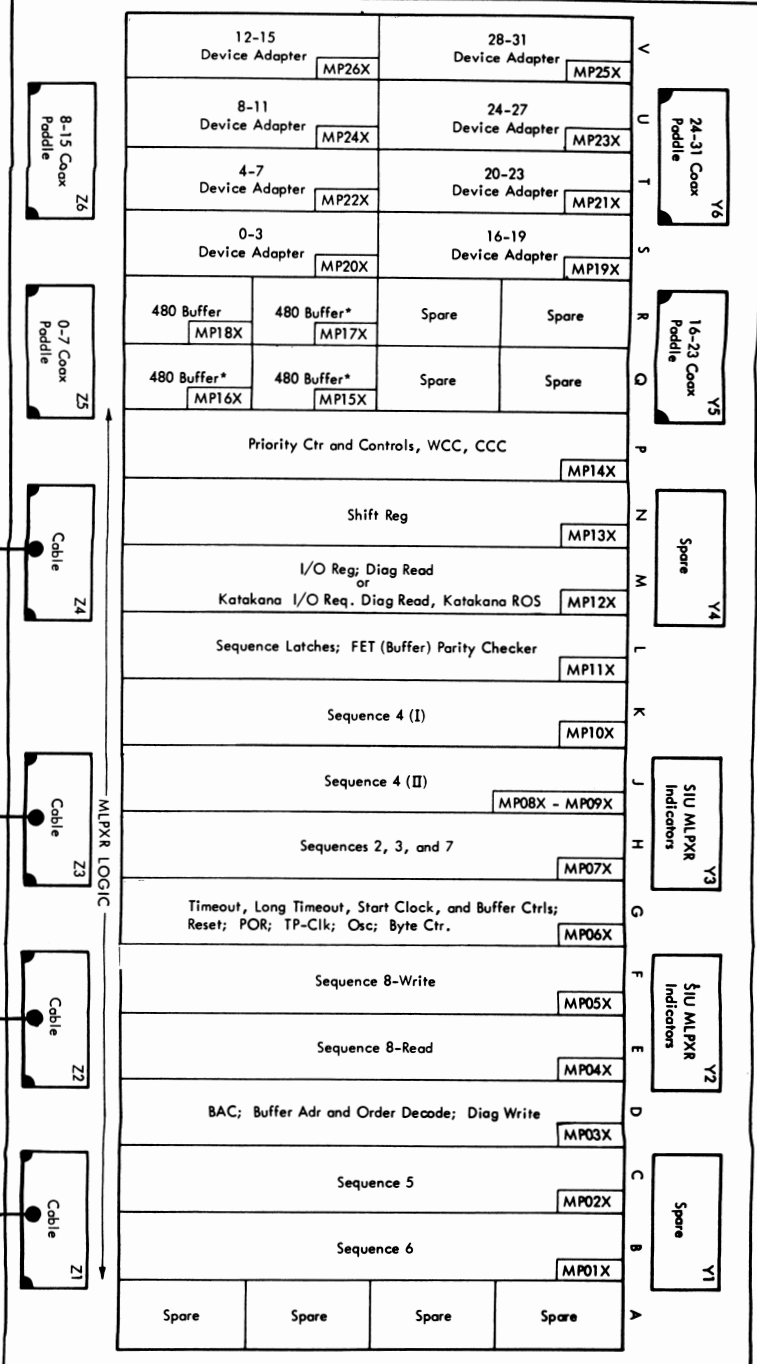 12-15
Device Adapter
MP26X
28-31
Device Adapter
MP25X
V
8-11
Device Adapter
MP24X
24-27
Device Adapter
MP23X
U
4-7
Device Adapter
MP22X
20-23
Device Adapter
MP21X
T
0-3
Device Adapter
MP20X
16-19
Device Adapter
MP19X
S
480 Buffer
MP18X
480 Buffer*
MP17X
Spare
Spare
R
480 Buffer*
MP16X
480 Buffer*
MP15X
Spare
Spare
Q
Priority Ctr and Controls, WCC, CCC
MP14X
P
Shift Reg
MP13X
N
I/O Reg; Diag Read
or
Katakana I/O Req. Diag Read, Katakana ROS
MP12X
M
Sequence Latches; FET (Buffer) Parity Checker
MP11X
L
Sequence 4 (I)
MP10X
K
Sequence 4 (II)
MP08X - MP09X
J
Sequences 2, 3, and 7
MP07X
H
Timeout, Long Timeout, Start Clock, and Buffer Ctrls;
Reset; POR; TP-Clk; Osc; Byte Ctr.
MP06X
G
Sequence 8-Write
MP05X
F
Sequence 8-Read
MP04X
E
BAC; Buffer Adr and Order Decode; Diag Write
MP03X
D
Sequence 5
MP02X
C
Sequence 6
MP01X
B
Spare
Spare
Spare
Spare
A
8-15 Coax
Paddle
Z6
0-7 Coax
Paddle
Z5
Cable
Z4
Cable
Z3
Cable
Z2
Cable
Z1
MLPXR LOGIC
24-31 Coax
Paddle
Y6
16-23 Coax
Paddle
Y5
Spare
Y4
SIU MLPXR
Indicators
Y3
SIU MLPXR
Indicators
Y2
Spare
Y1